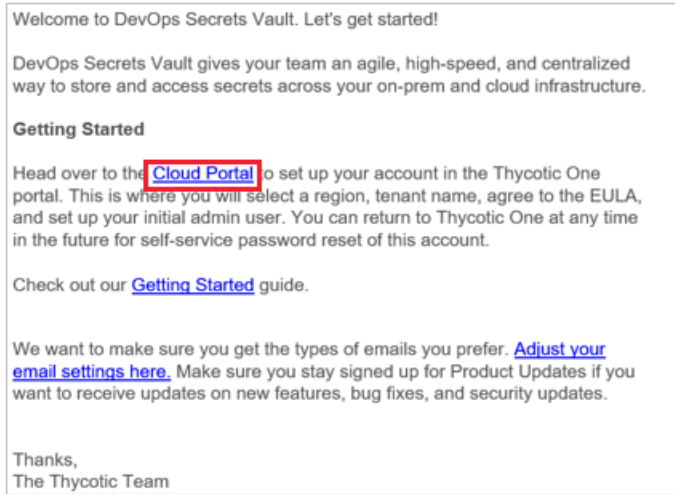 Welcome to DevOps Secrets Vault. Let's get started!
DevOps Secrets Vault gives your team an agile, high-speed, and centralized
way to store and access secrets across your on-prem and cloud infrastructure.
Getting Started
Head over to the Cloud Portal to set up your account in the Thycotic One
portal. This is where you will select a region, tenant name, agree to the EULA,
and set up your initial admin user. You can return to Thycotic One at any time
in the future for self-service password reset of this account.
Check out our Getting Started guide.
We want to make sure you get the types of emails you prefer. Adjust your
email settings here. Make sure you stay signed up for Product Updates if you
want to receive updates on new features, bug fixes, and security updates.
Thanks,
The Thycotic Team